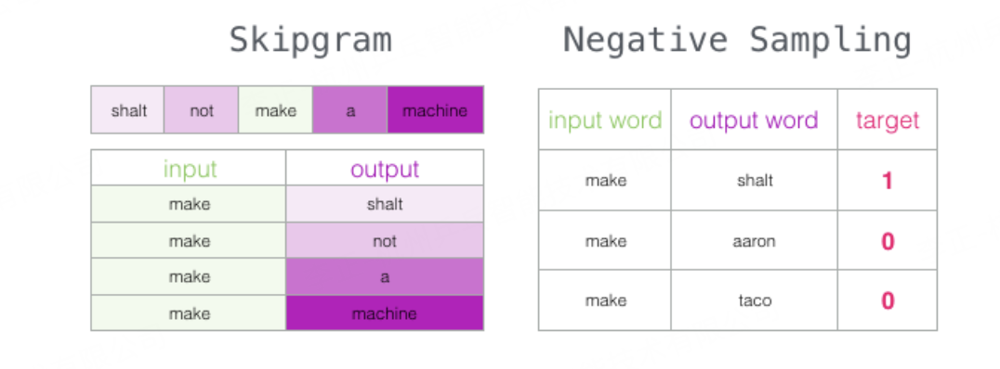 Skipgram
shalt not make a machine
input output
make shalt
make not
make a
make machine
Negative Sampling
input word output word target
make shalt 1
make aaron 0
make taco 0